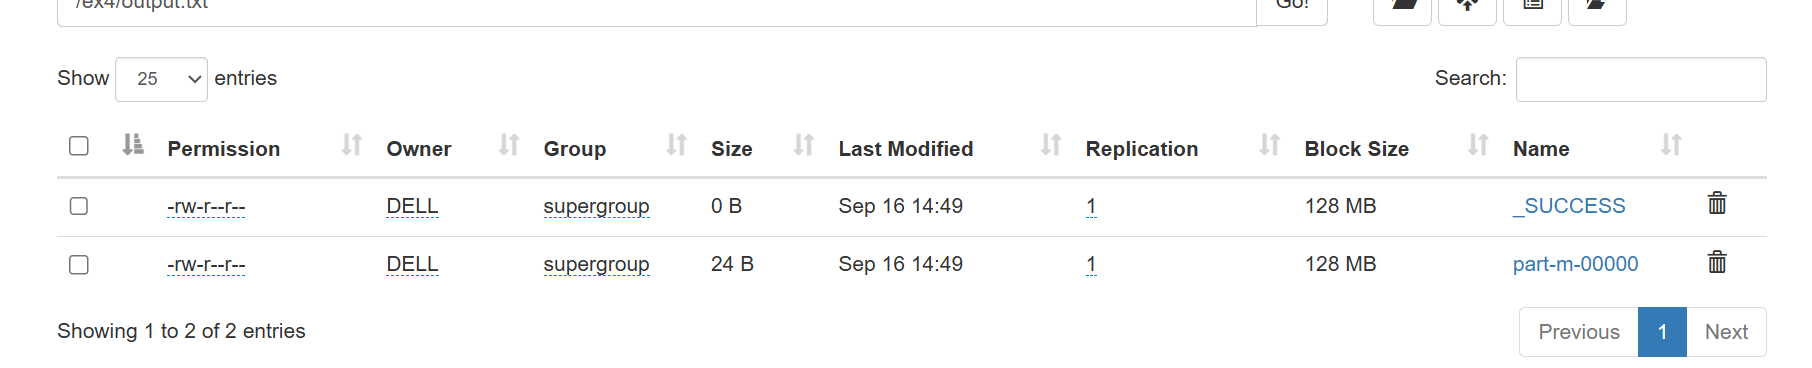 /ex4/output.txt Go!
Show 25 entries Search:
Permission Owner Group Size Last Modified Replication Block Size Name
-rw-r--r-- DELL supergroup 0 B Sep 16 14:49 1 128 MB _SUCCESS
-rw-r--r-- DELL supergroup 24 B Sep 16 14:49 1 128 MB part-m-00000
Showing 1 to 2 of 2 entries Previous 1 Next